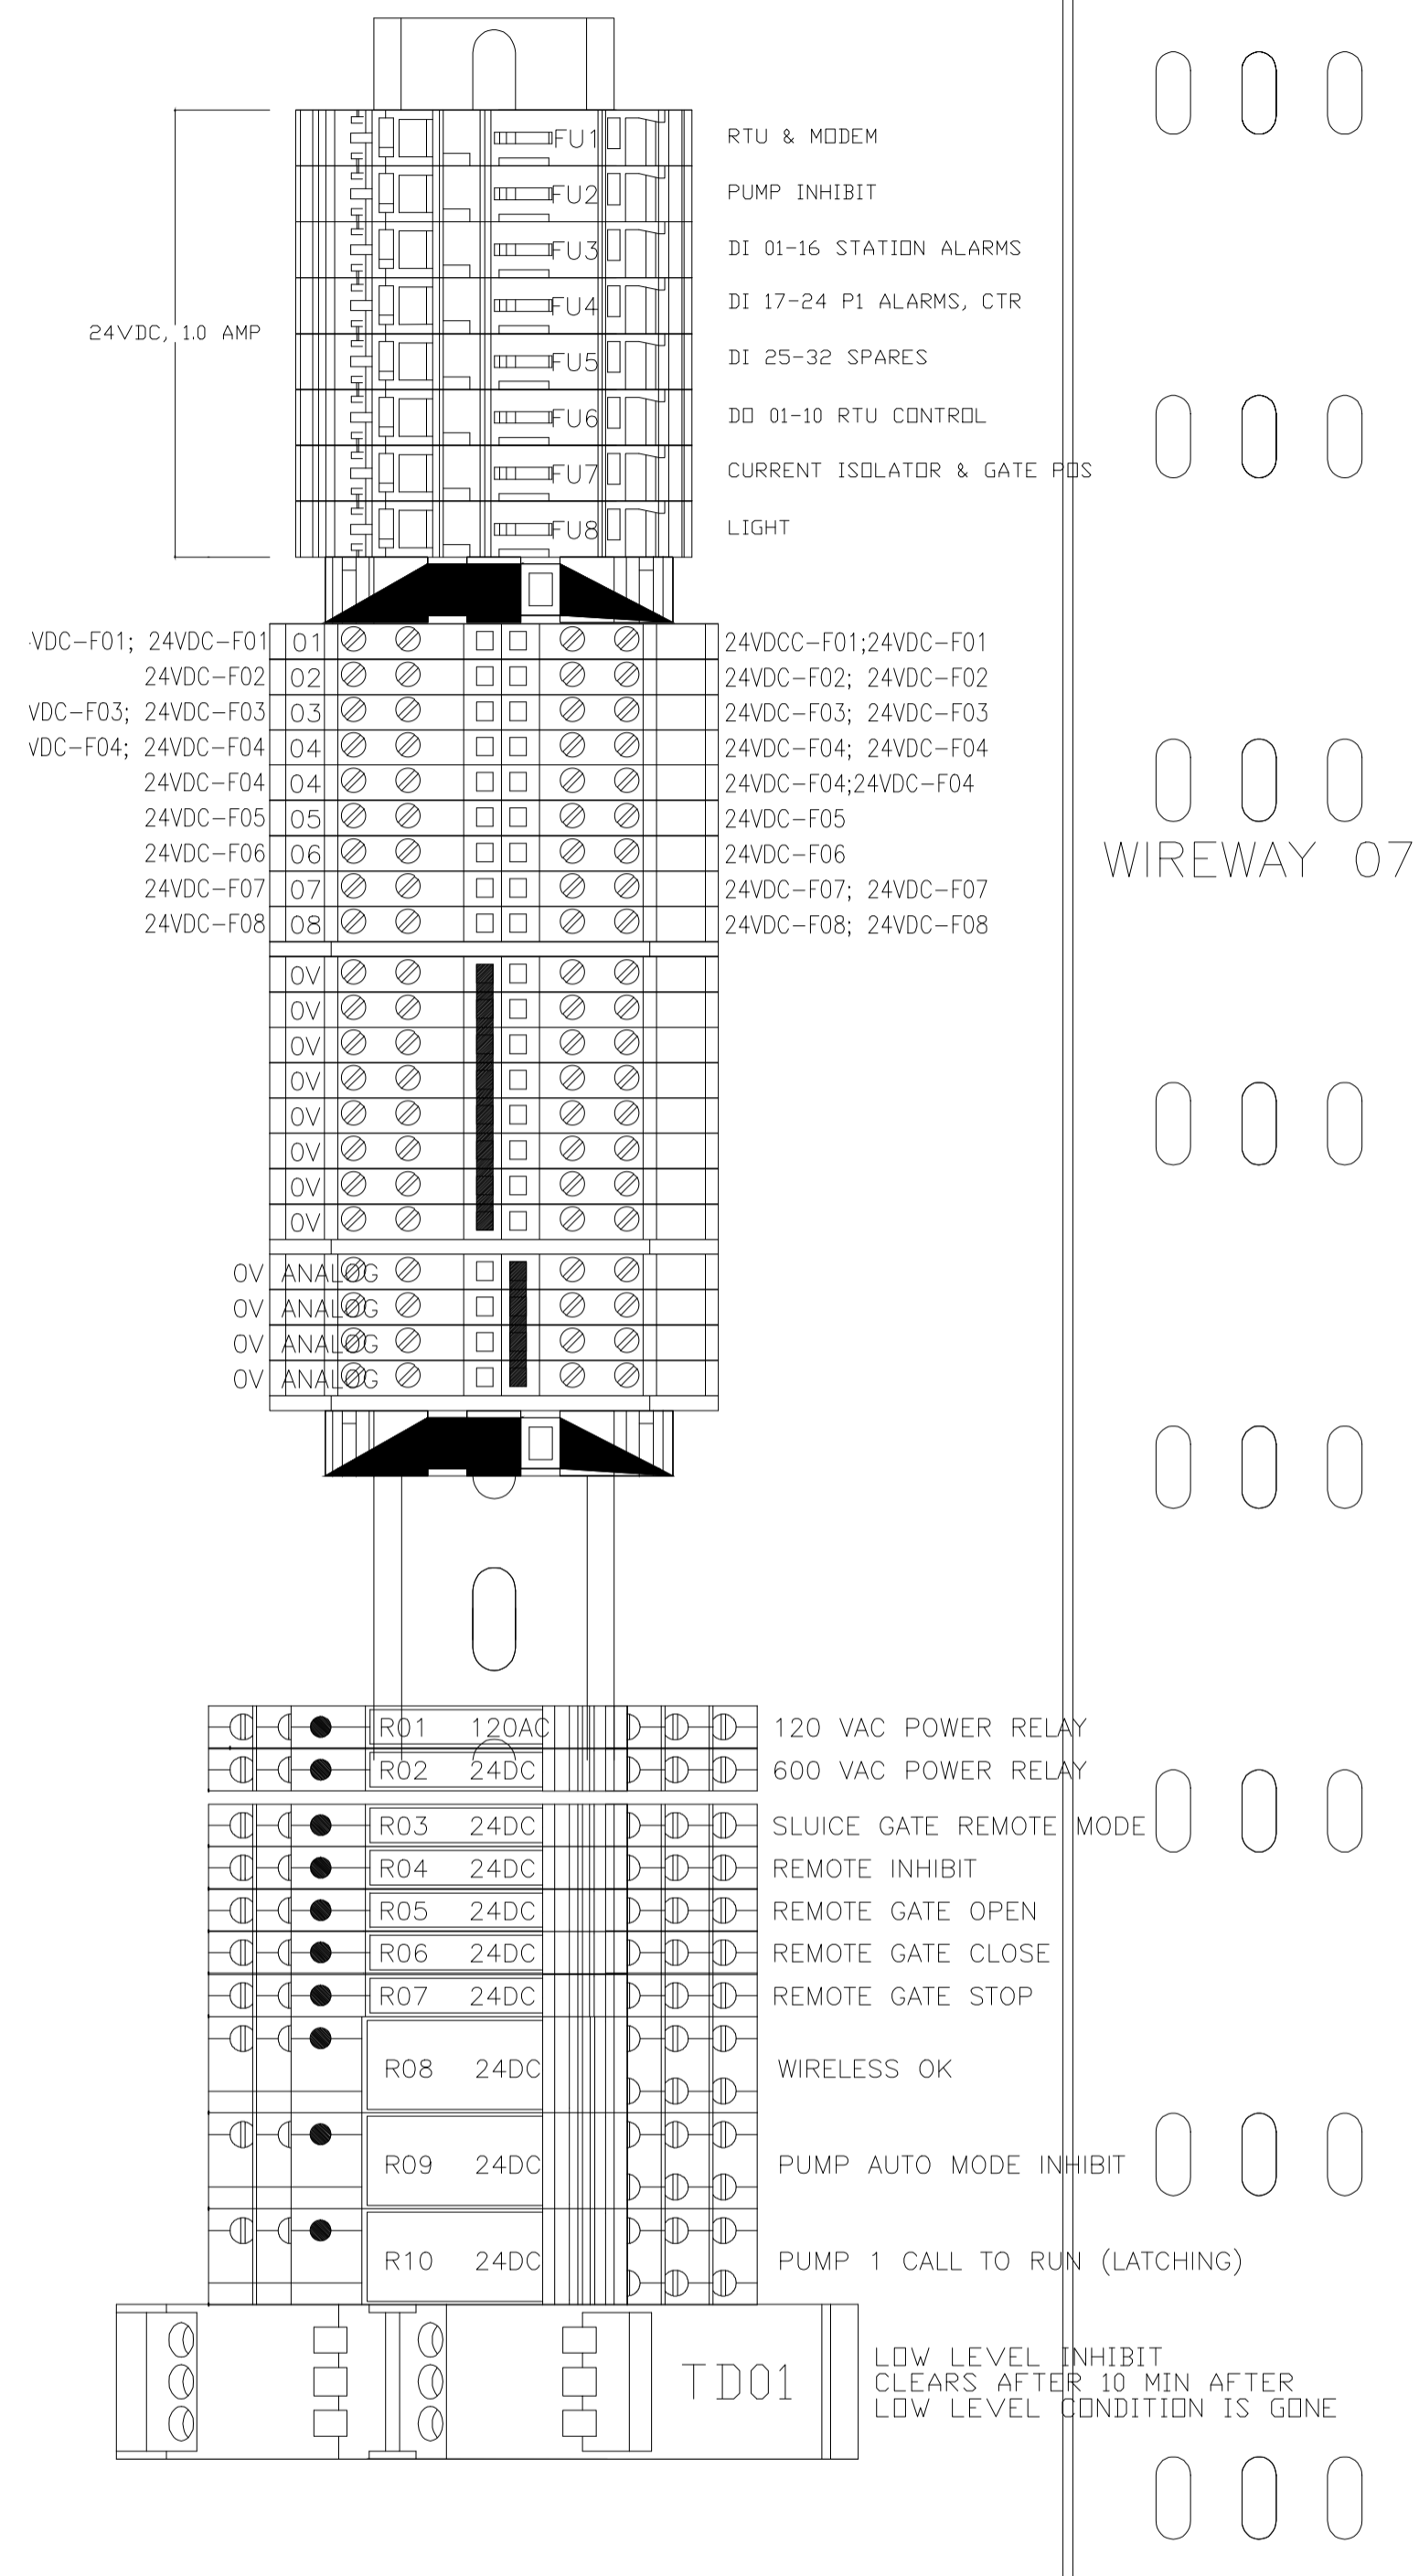 FU1 RTU & MODEM
FU2 PUMP INHIBIT
FU3 DI 01-16 STATION ALARMS
FU4 DI 17-24 P1 ALARMS, CTR
24VDC, 1.0 AMP
FU5 DI 25-32 SPARES
FU6 DO 01-10 RTU CONTROL
FU7 CURRENT ISOLATOR & GATE POS
FU8 LIGHT
VDC-F01; 24VDC-F01 01 24VDCC-F01;24VDC-F01
24VDC-F02 02 24VDC-F02; 24VDC-F02
VDC-F03; 24VDC-F03 03 24VDC-F03; 24VDC-F03
VDC-F04; 24VDC-F04 04 24VDC-F04; 24VDC-F04
24VDC-F04 04 24VDC-F04;24VDC-F04
24VDC-F05 05 24VDC-F05
24VDC-F06 06 24VDC-F06
WIREWAY 07
24VDC-F07 07 24VDC-F07; 24VDC-F07
24VDC-F08 08 24VDC-F08; 24VDC-F08
0V
0V
0V
0V
0V
0V
0V
0V
0V ANALOG
0V ANALOG
0V ANALOG
0V ANALOG
R01 120AC 120 VAC POWER RELAY
R02 24DC 600 VAC POWER RELAY
R03 24DC SLUICE GATE REMOTE MODE
R04 24DC REMOTE INHIBIT
R05 24DC REMOTE GATE OPEN
R06 24DC REMOTE GATE CLOSE
R07 24DC REMOTE GATE STOP
R08 24DC WIRELESS OK
R09 24DC PUMP AUTO MODE INHIBIT
R10 24DC PUMP 1 CALL TO RUN (LATCHING)
TD01
LOW LEVEL INHIBIT
CLEARS AFTER 10 MIN AFTER
LOW LEVEL CONDITION IS GONE